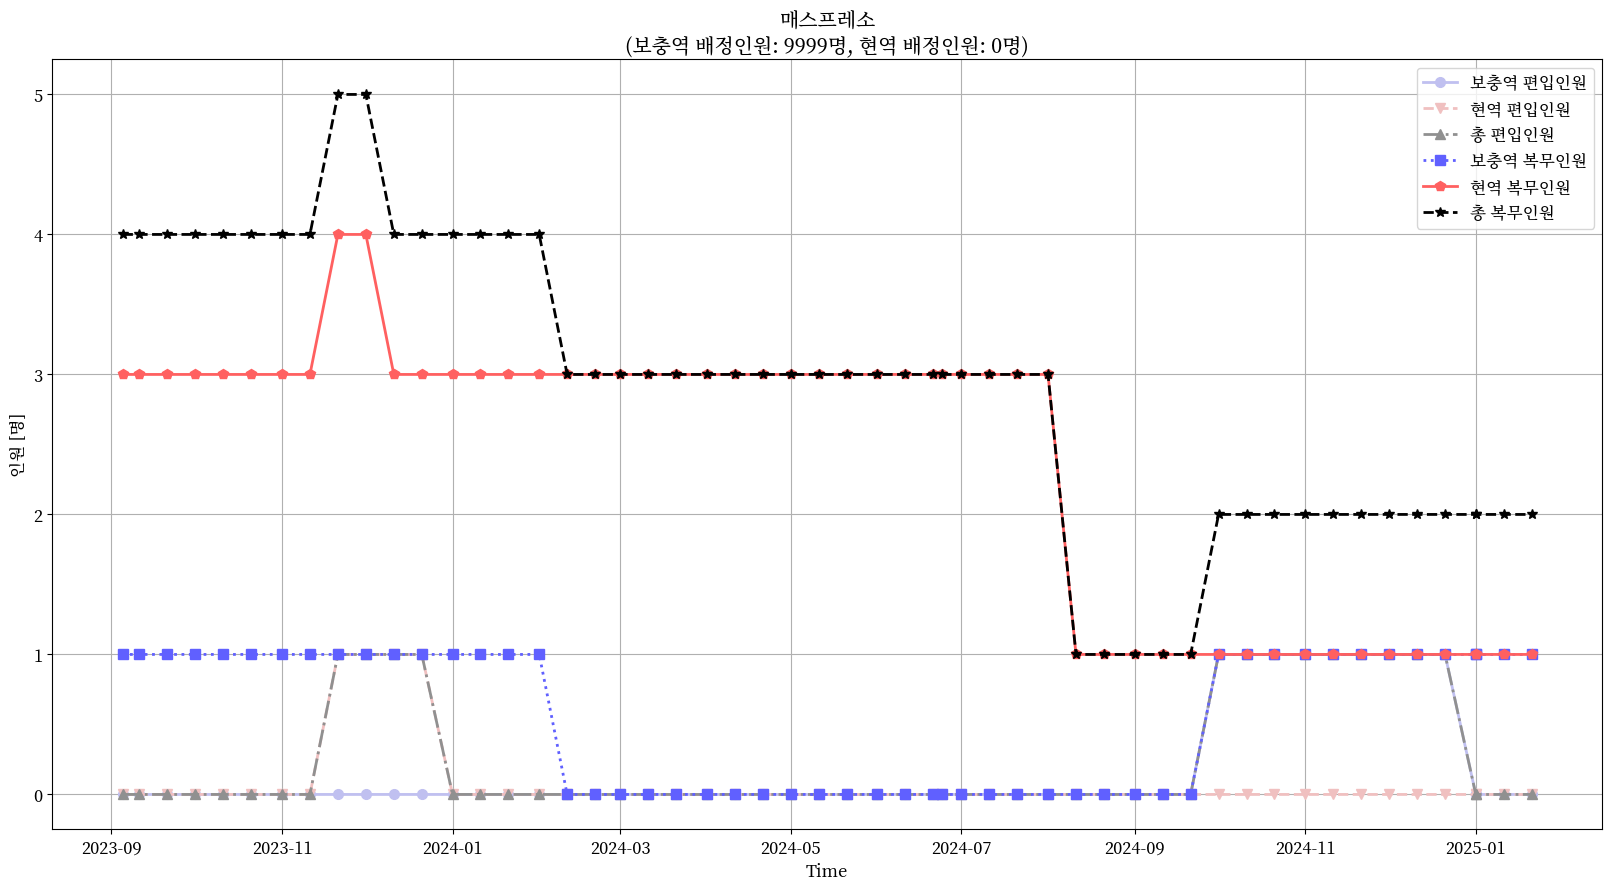 매스프레소
(보충역 배정인원: 9999명, 현역 배정인원: 0명)
보충역 편입인원
현역 편입인원
총 편입인원
보충역 복무인원
현역 복무인원
총 복무인원
인원 [명]
5
4
3
2
1
0
2023-09
2023-11
2024-01
2024-03
2024-05
2024-07
2024-09
2024-11
2025-01
Time